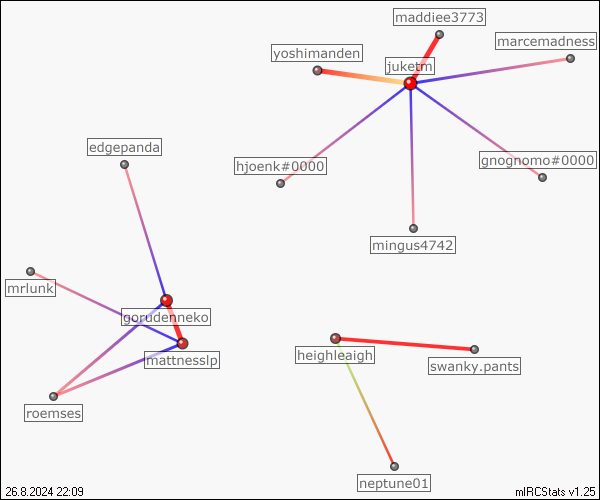 maddiee3773
marcemadness
yoshimanden
juketm
edgepanda
hjoenk#0000
gnognomo#0000
mingus4742
mrlunk
gorudenneko
mattnesslp
heighleaigh
swanky.pants
roemses
neptune01
26.8.2024 22:09
mIRCStats v1.25